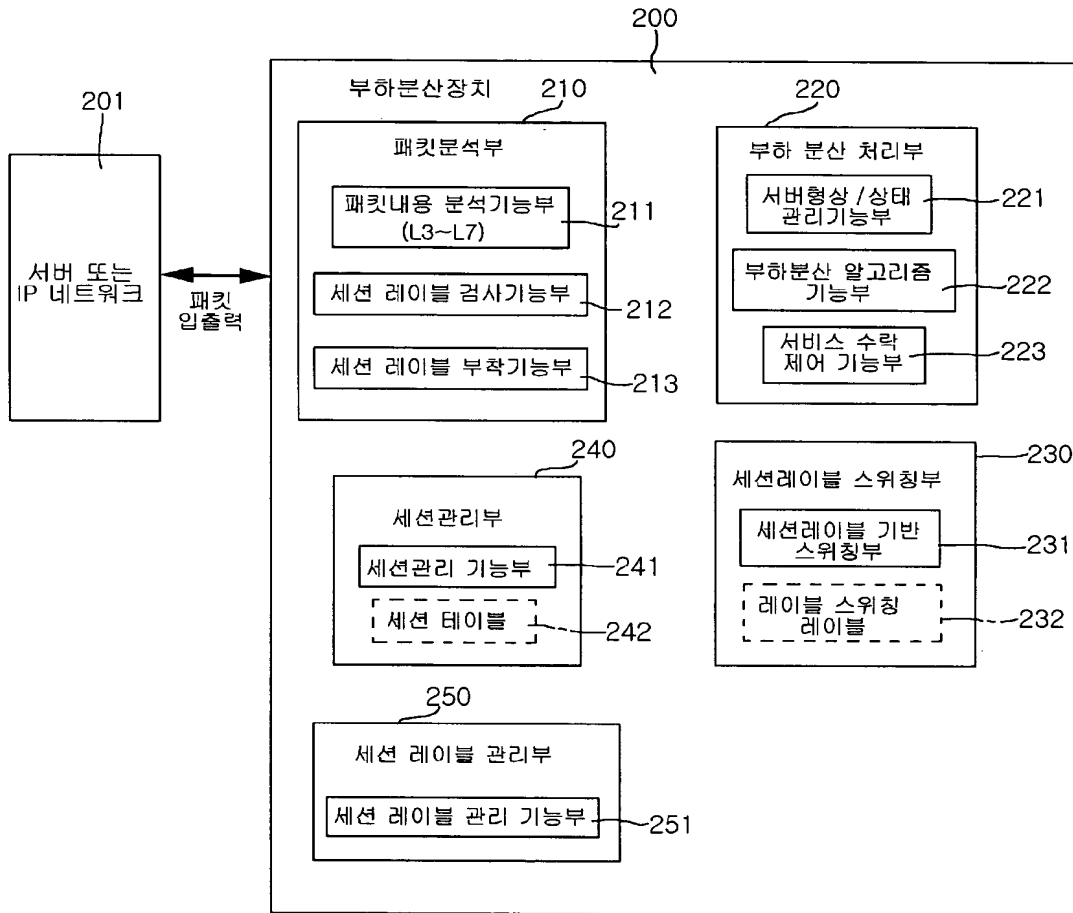 200
부하분산장치
201
서버 또는
IP 네트워크
패킷
입출력
210
패킷분석부
패킷내용 분석기능부
(L3~L7)
211
세션 레이블 검사기능부
212
세션 레이블 부착기능부
213
220
부하 분산 처리부
서버형상/상태
관리기능부
221
부하분산 알고리즘
기능부
222
서비스 수락
제어 기능부
223
240
세션관리부
세션관리 기능부
241
세션 테이블
242
230
세션레이블 스위칭부
세션레이블 기반
스위칭부
231
레이블 스위칭
레이블
232
250
세션 레이블 관리부
세션 레이블 관리 기능부
251